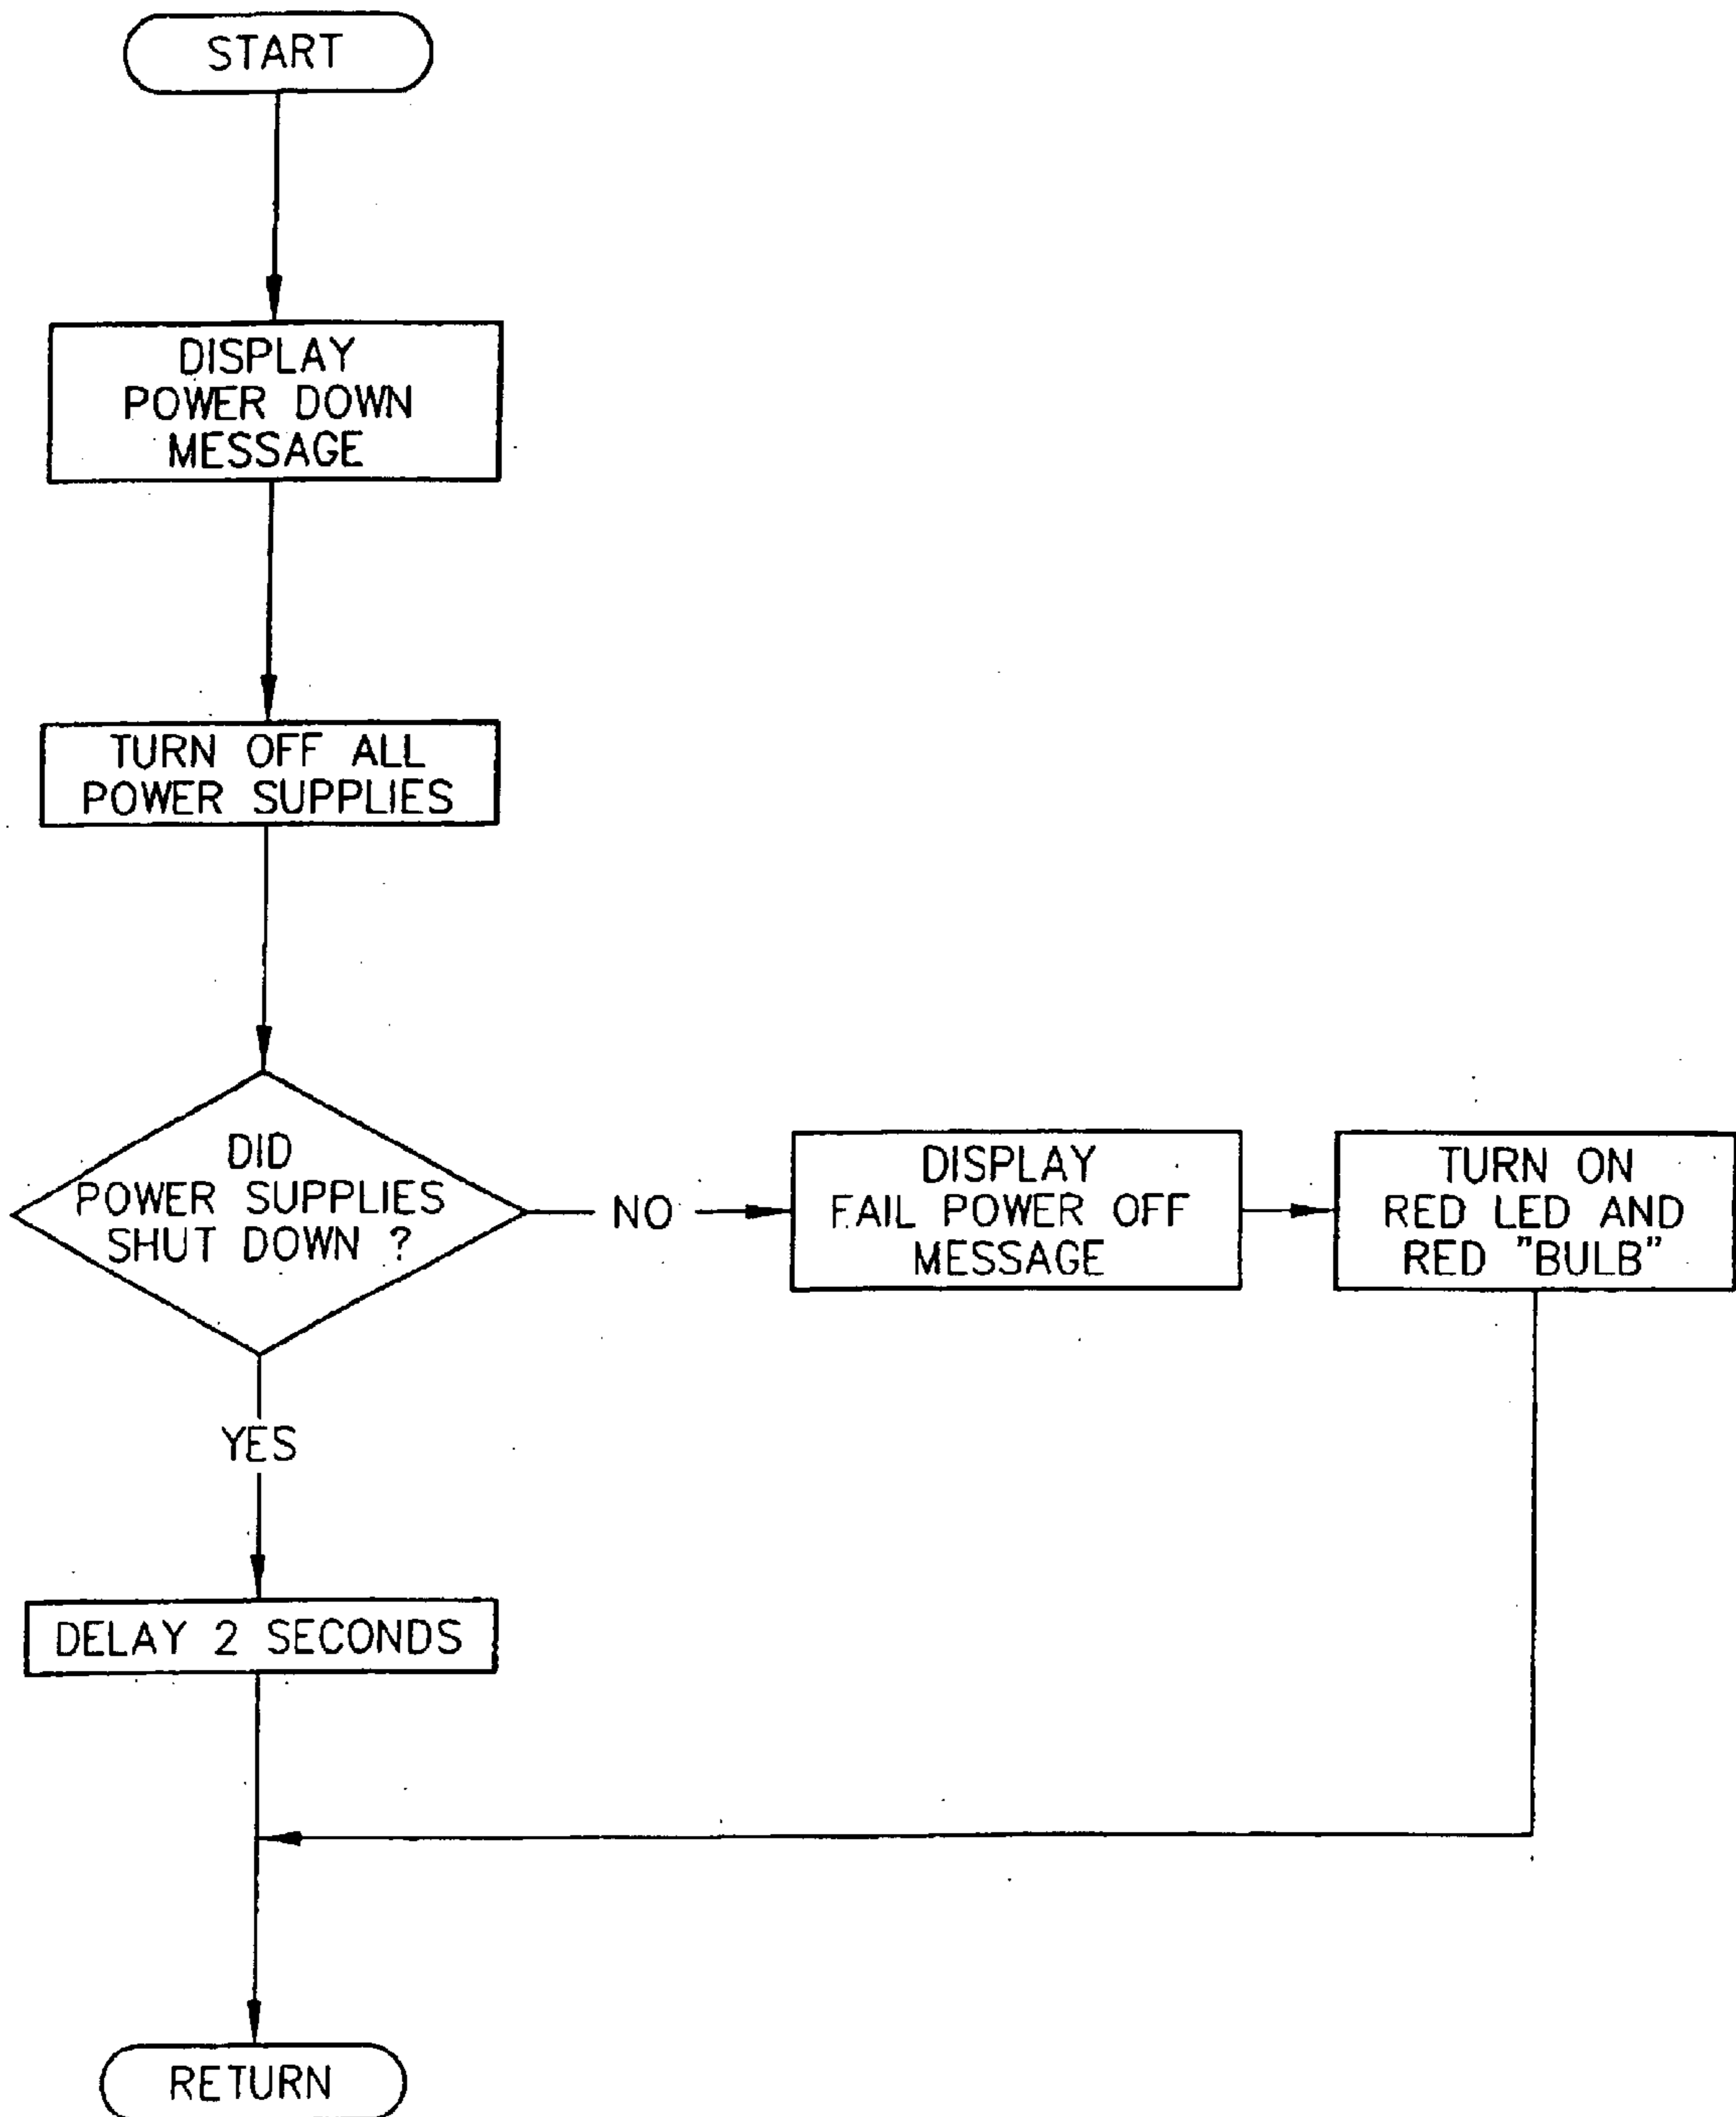 START
DISPLAY
POWER DOWN
MESSAGE
TURN OFF ALL
POWER SUPPLIES
DID
POWER SUPPLIES
SHUT DOWN ?
NO
DISPLAY
FAIL POWER OFF
MESSAGE
TURN ON
RED LED AND
RED "BULB"
YES
DELAY 2 SECONDS
RETURN